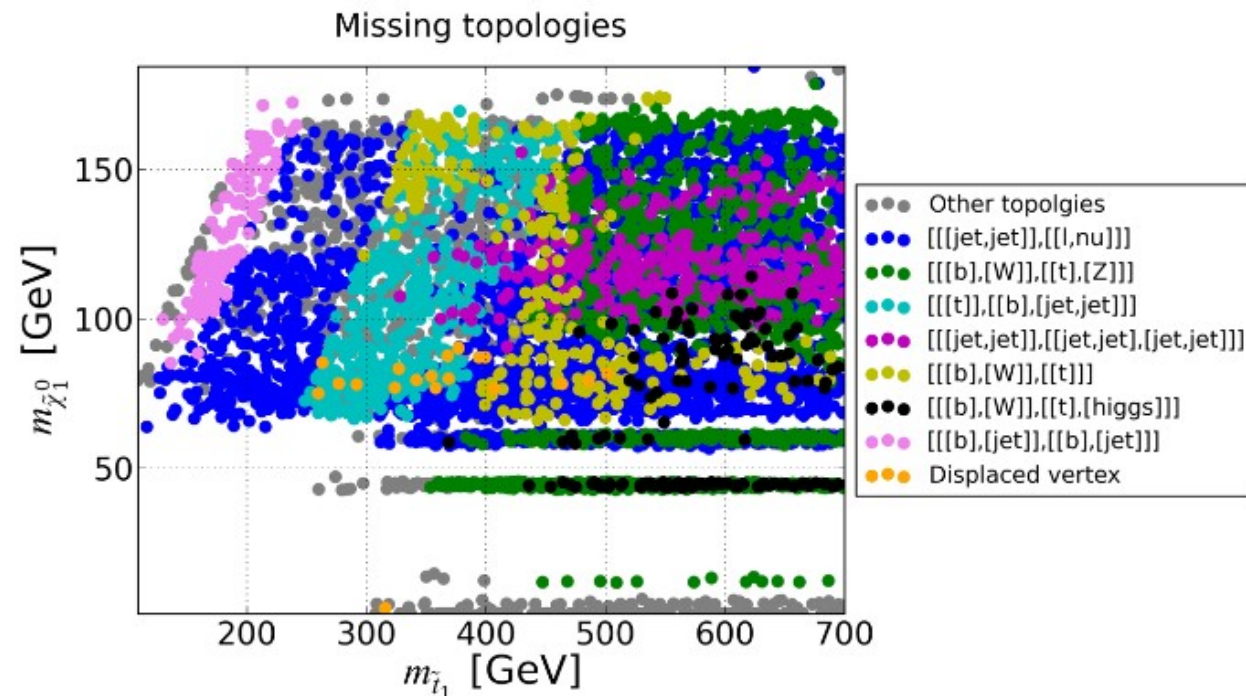 Missing topologies
150
100
50
m_{\tilde{\chi}_1^0} [GeV]
200 300 400 500 600 700
m_{\tilde{t}_1} [GeV]
Other topolgies
[[[jet,jet]],[[l,nu]]]
[[[b],[W]],[[t],[Z]]]
[[[t]],[[b],[jet,jet]]]
[[[jet,jet]],[[jet,jet],[jet,jet]]]
[[[b],[W]],[[t]]]
[[[b],[W]],[[t],[higgs]]]
[[[b],[jet]],[[b],[jet]]]
Displaced vertex